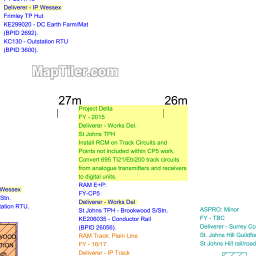 Deliverer - IP Wessex
Frimley TP Hut
KE299020 - DC Earth Farm/Mat
(BPID 2692).
KC130 - Outstation RTU
(BPID 3600).
MapTiler.com
27m
26m
Project Delta
FY - 2015
Deliverer - Works Del.
St Johns TPH
Install RCM on Track Circuits and
Points not included within CP5 work.
Convert 695 TI21/Ebi200 track circuits
from analogue transmitters and receivers
to digital units.
RAM E+P:
FY-CP5
Deliverer - Works Del
St Johns TPH - Brookwood S/Stn.
KE206035 - Conductor Rail
(BPID 26056).
RAM Track: Plain Line
FY - 16/17
Deliverer - IP Track
Wessex
Stn.
tation RTU.
WOOD
TION
ASPRO: Minor
FY - TBC
Deliverer - Surrey Co
St. Johns Hill Guildfor
St Johns Hill railroad